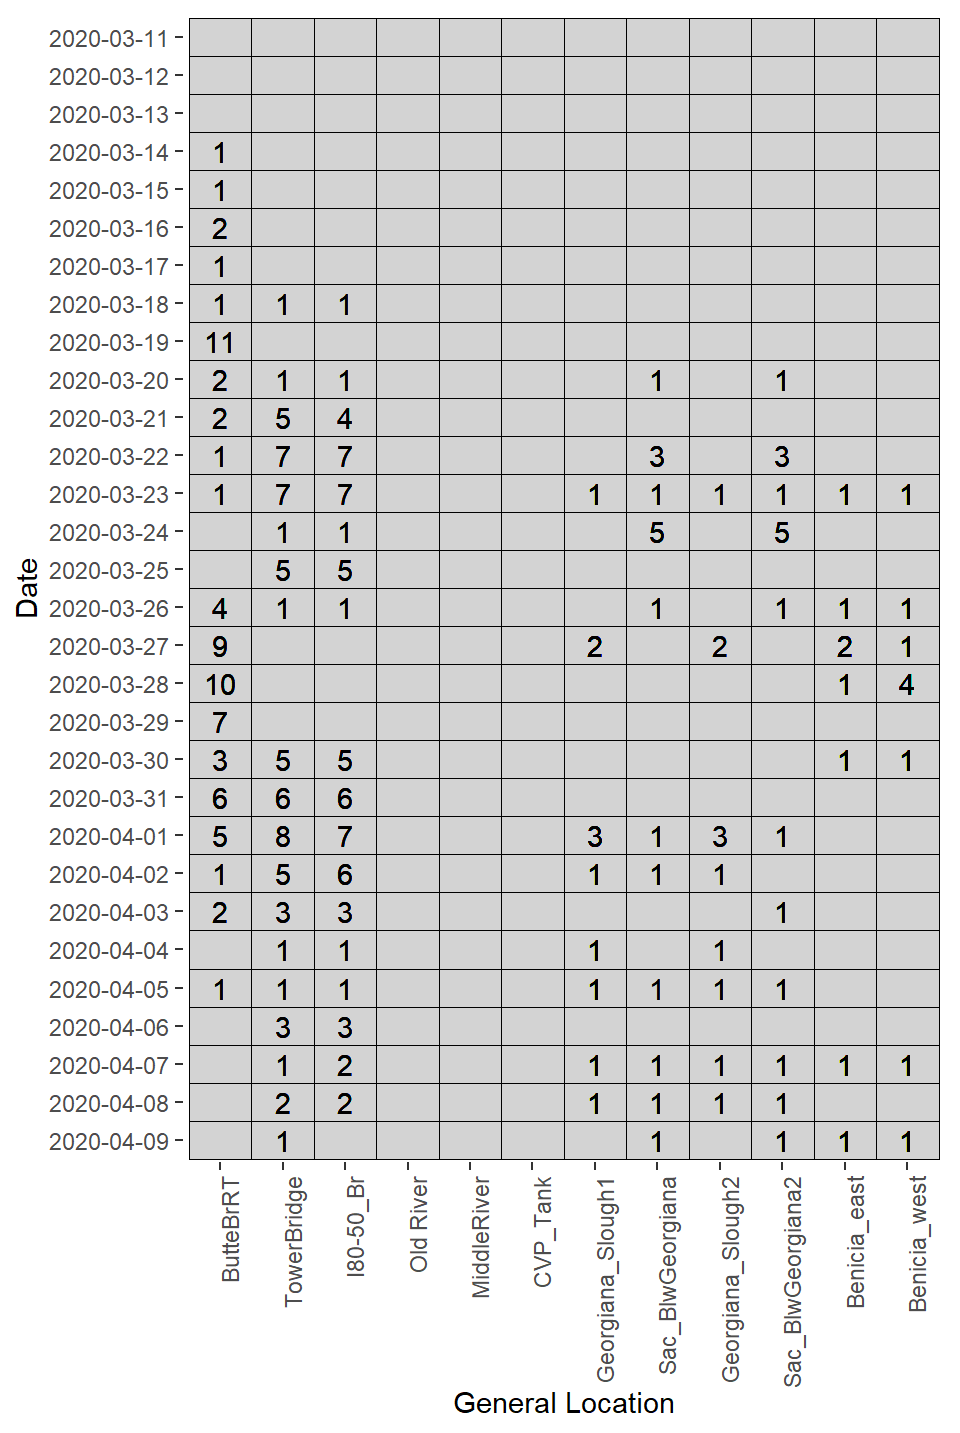 2020-03-11
2020-03-12
2020-03-13
2020-03-14 1
2020-03-15 1
2020-03-16 2
2020-03-17 1
2020-03-18 1 1 1
2020-03-19 11
2020-03-20 2 1 1 1 1
2020-03-21 2 5 4
2020-03-22 1 7 7 3 3
2020-03-23 1 7 7 1 1 1 1 1 1
2020-03-24 1 1 5 5
2020-03-25 5 5
2020-03-26 4 1 1 1 1 1 1
2020-03-27 9 2 2 2 1
2020-03-28 10 1 4
2020-03-29 7
2020-03-30 3 5 5 1 1
2020-03-31 6 6 6
2020-04-01 5 8 7 3 1 3 1
2020-04-02 1 5 6 1 1 1
2020-04-03 2 3 3 1
2020-04-04 1 1 1 1
2020-04-05 1 1 1 1 1 1 1
2020-04-06 3 3
2020-04-07 1 2 1 1 1 1 1 1
2020-04-08 2 2 1 1 1 1
2020-04-09 1 1 1 1 1
Date
ButteBrRT
TowerBridge
I80-50_Br
Old River
MiddleRiver
CVP_Tank
Georgiana_Slough1
Sac_BlwGeorgiana
Georgiana_Slough2
Sac_BlwGeorgiana2
Benicia_east
Benicia_west
General Location